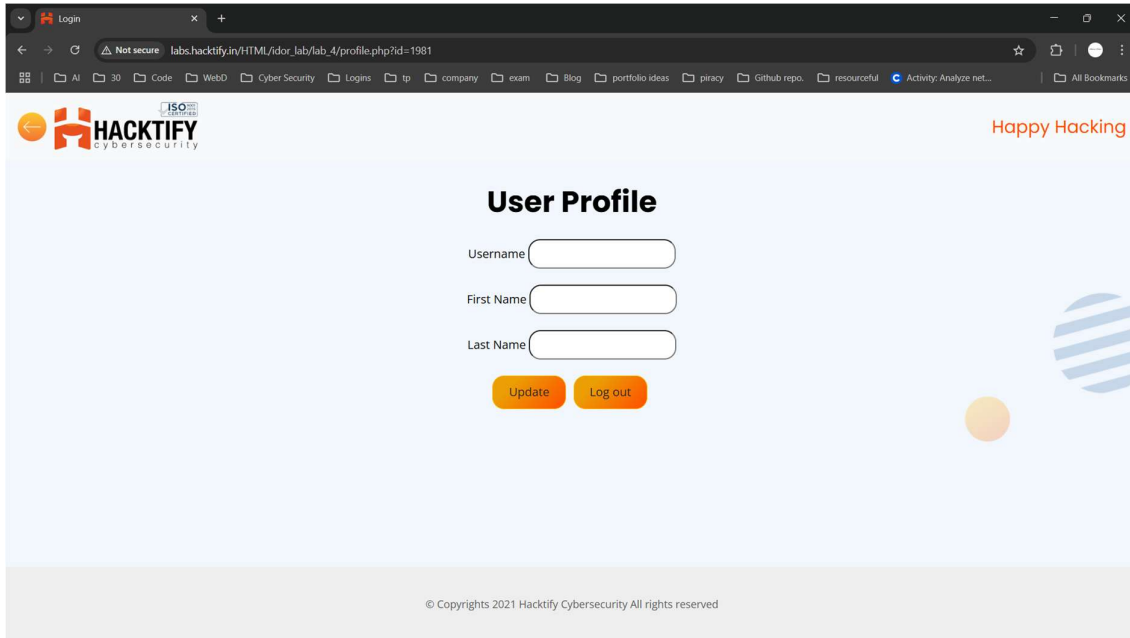 Login
Not secure labs.hacktify.in/HTML/idor_lab/lab_4/profile.php?id=1981
AI 30 Code WebD Cyber Security Logins tp company exam Blog portfolio ideas piracy Github repo. resourceful Activity: Analyze net... All Bookmarks
ISO
CERTIFIED
HACKTIFY
cybersecurity
Happy Hacking
User Profile
Username
First Name
Last Name
Update Log out
© Copyrights 2021 Hacktify Cybersecurity All rights reserved